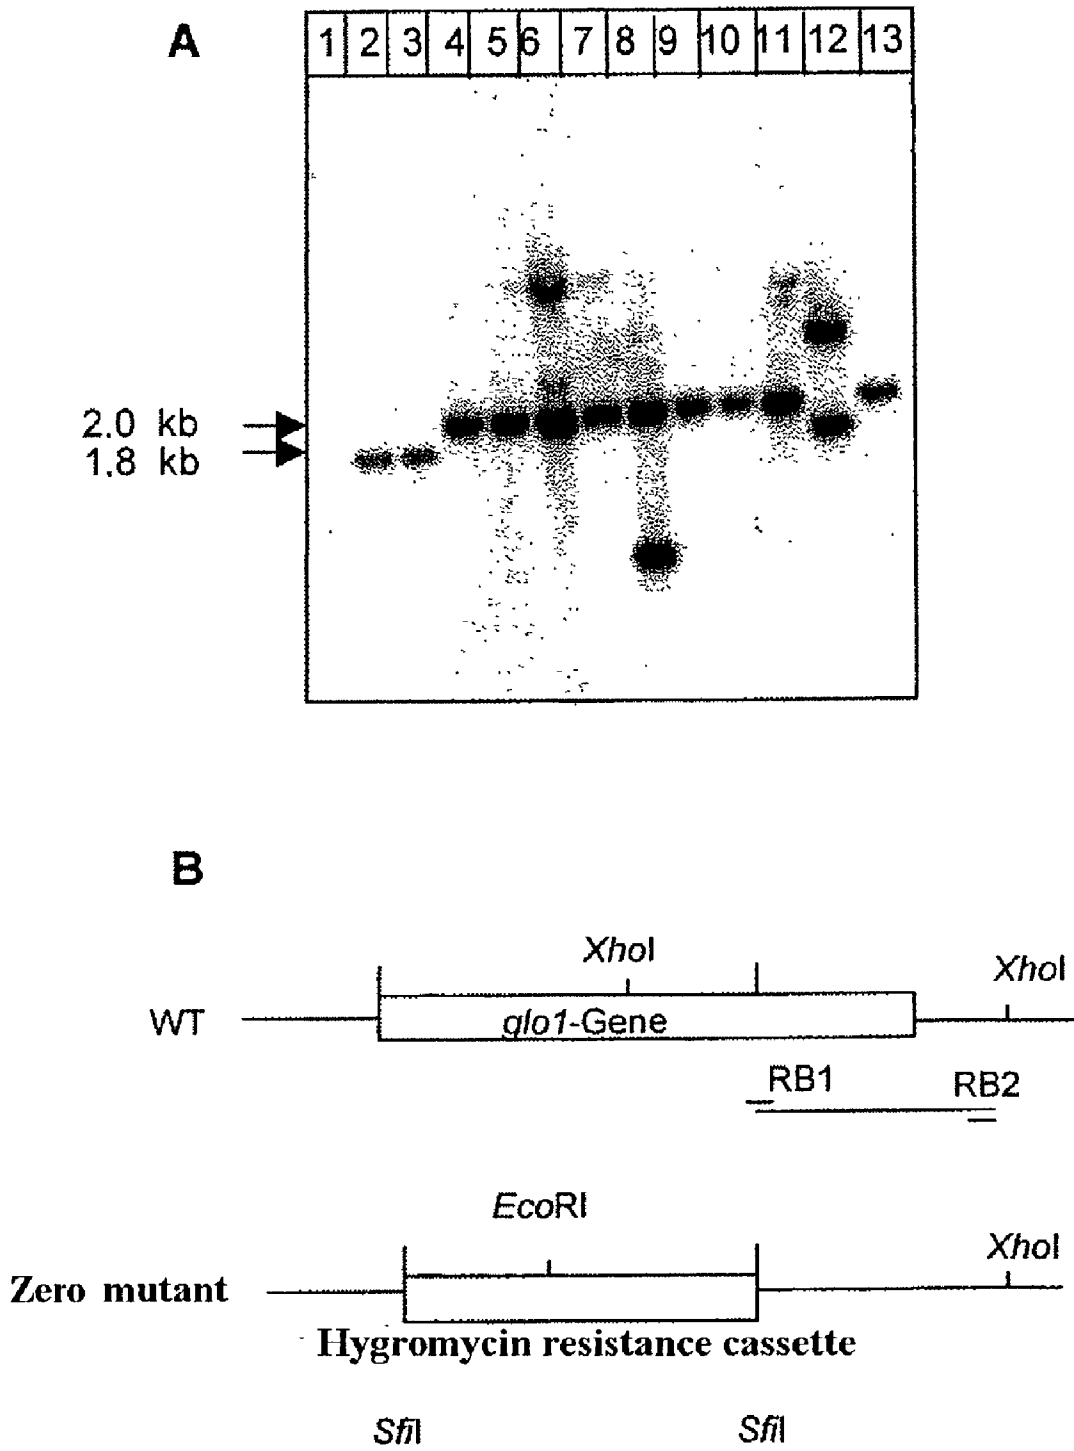 A
1 2 3 4 5 6 7 8 9 10 11 12 13
2.0 kb
1.8 kb
B
XhoI
XhoI
WT
glo1-Gene
RB1
RB2
EcoRI
XhoI
Zero mutant
Hygromycin resistance cassette
SfiI
SfiI